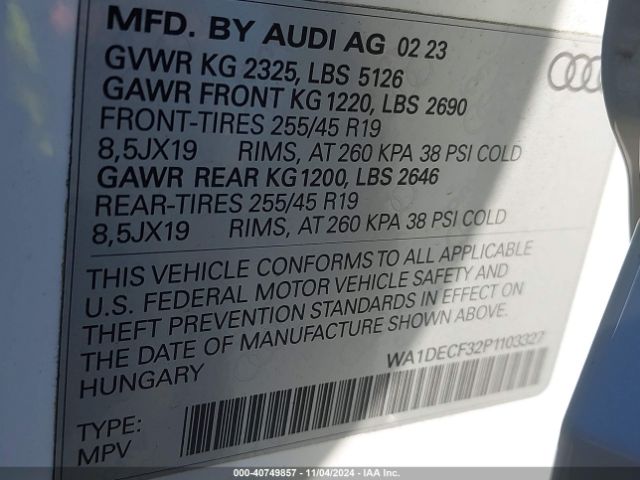 MFD. BY AUDI AG 02 23
GVWR KG 2325, LBS 5126
GAWR FRONT KG 1220, LBS 2690
FRONT-TIRES 255/45 R19
8,5JX19 RIMS, AT 260 KPA 38 PSI COLD
GAWR REAR KG 1200, LBS 2646
REAR-TIRES 255/45 R19
8,5JX19 RIMS, AT 260 KPA 38 PSI COLD
THIS VEHICLE CONFORMS TO ALL APPLICABLE
U.S. FEDERAL MOTOR VEHICLE SAFETY AND
THEFT PREVENTION STANDARDS IN EFFECT ON
THE DATE OF MANUFACTURE SHOWN ABOVE.
HUNGARY
WA1DECF32P1103327
TYPE:
MPV
000-40749857 - 11/04/2024 - IAA Inc.